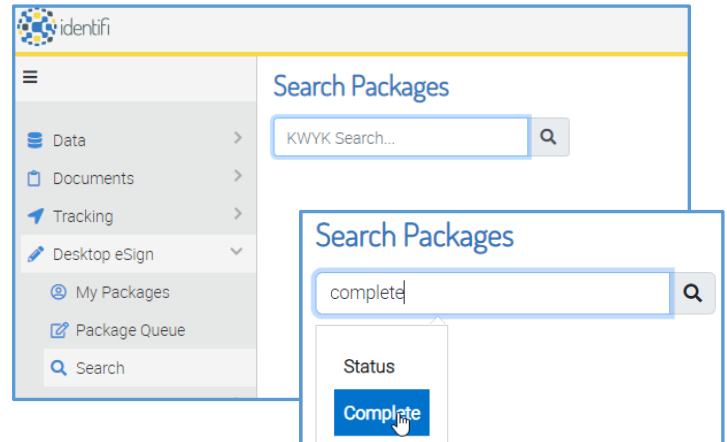 identifi
Search Packages
KWYK Search...
Data
Documents
Tracking
Desktop eSign
My Packages
Package Queue
Search
Search Packages
complete
Status
Complete